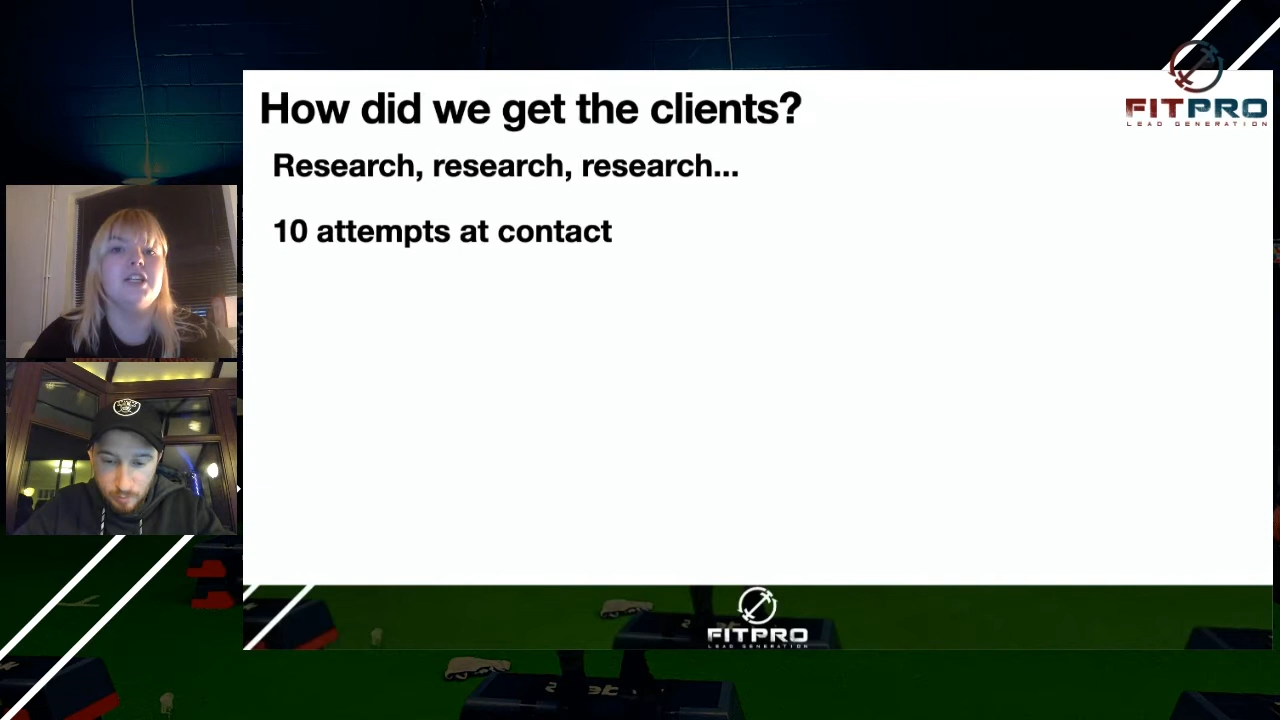 How did we get the clients?
FITPRO
LEAD GENERATION
Research, research, research...
10 attempts at contact
FITPRO
LEAD GENERATION